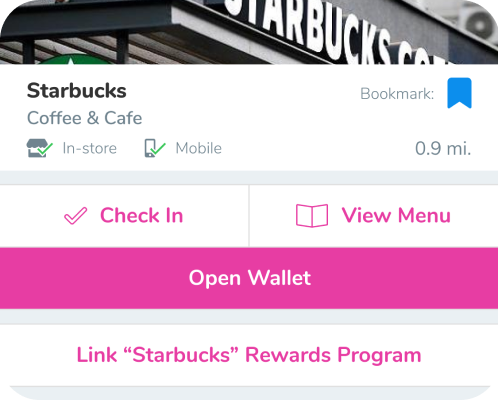 STARBUCKS CO
Starbucks
Bookmark:
Coffee & Cafe
In-store
Mobile
0.9 mi.
Check In
View Menu
Open Wallet
Link “Starbucks” Rewards Program